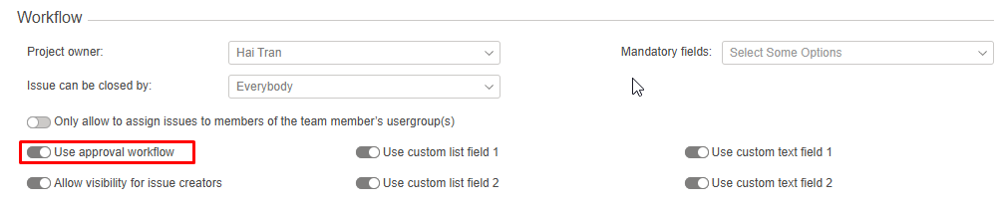 Workflow
Project owner: Hai Tran Mandatory fields: Select Some Options
Issue can be closed by: Everybody
Only allow to assign issues to members of the team member's usergroup(s)
Use approval workflow Use custom list field 1 Use custom text field 1
Allow visibility for issue creators Use custom list field 2 Use custom text field 2